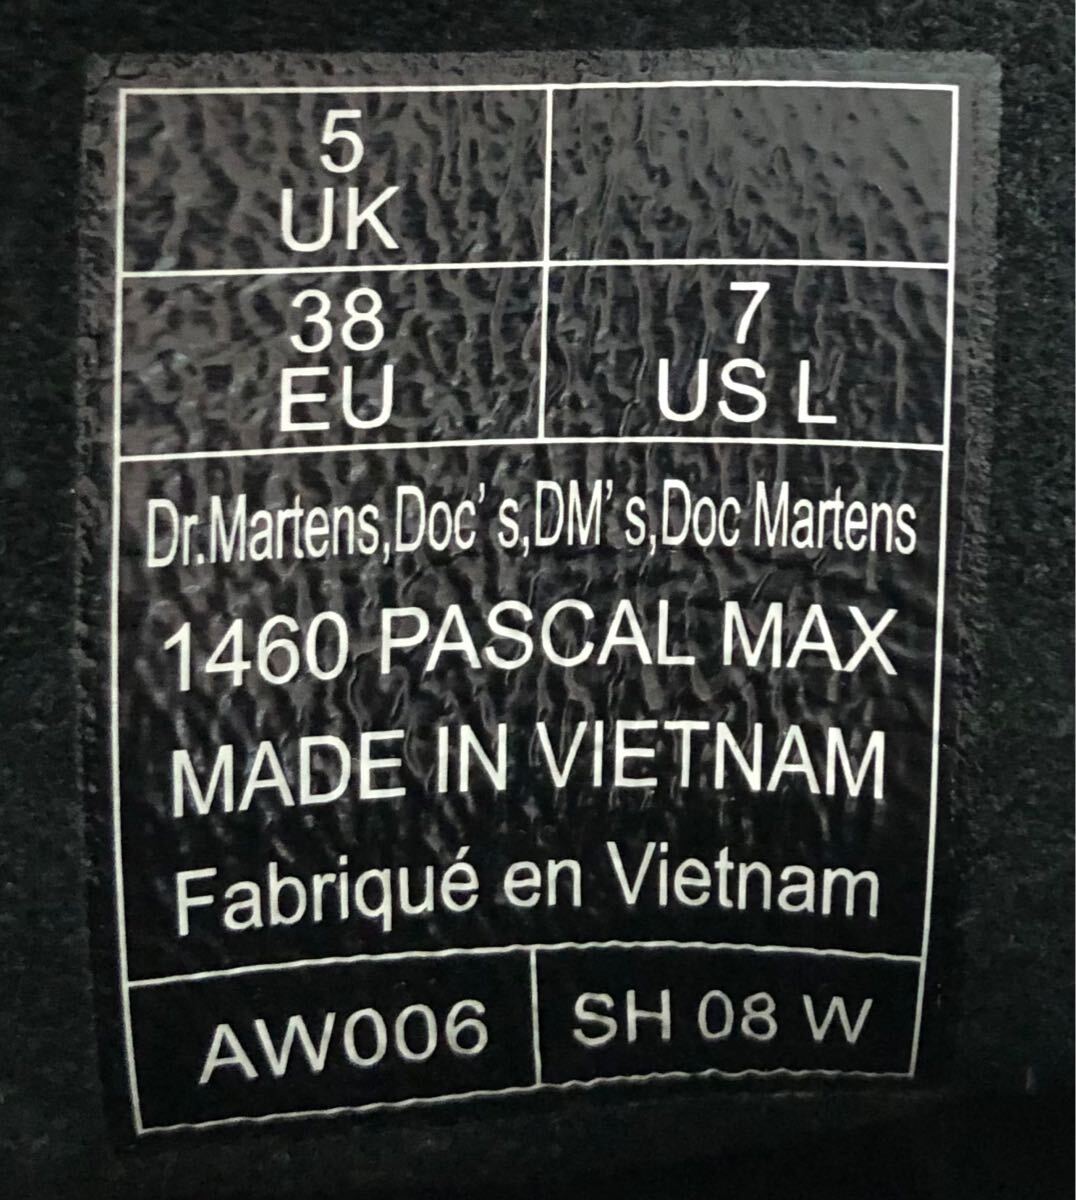 5
UK
38
EU
7
US L
Dr.Martens,Doc's,DM's,Doc Martens
1460 PASCAL MAX
MADE IN VIETNAM
Fabriqué en Vietnam
AW006
SH 08 W